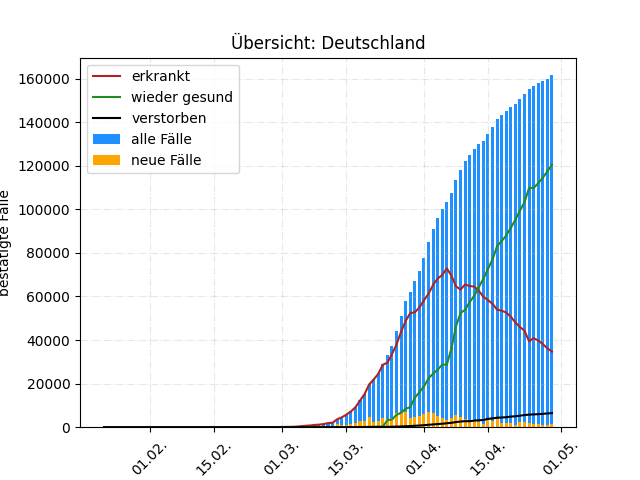 Übersicht: Deutschland
erkrankt
wieder gesund
verstorben
alle Fälle
neue Fälle
bestätigte Fälle
160000
140000
120000
100000
80000
60000
40000
20000
0
01.02.
15.02.
01.03.
15.03.
01.04.
15.04.
01.05.